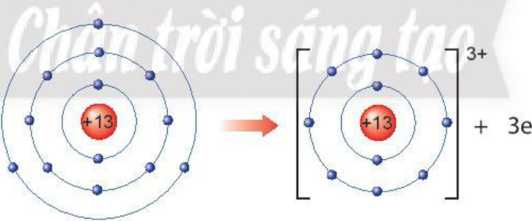 Chân trời sáng tạo
+13
+13
3+
+ 3e